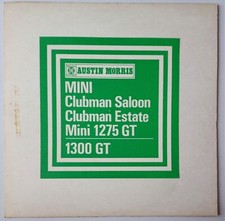 AUSTIN MORRIS
MINI
Clubman Saloon
Clubman Estate
Mini 1275 GT
1300 GT